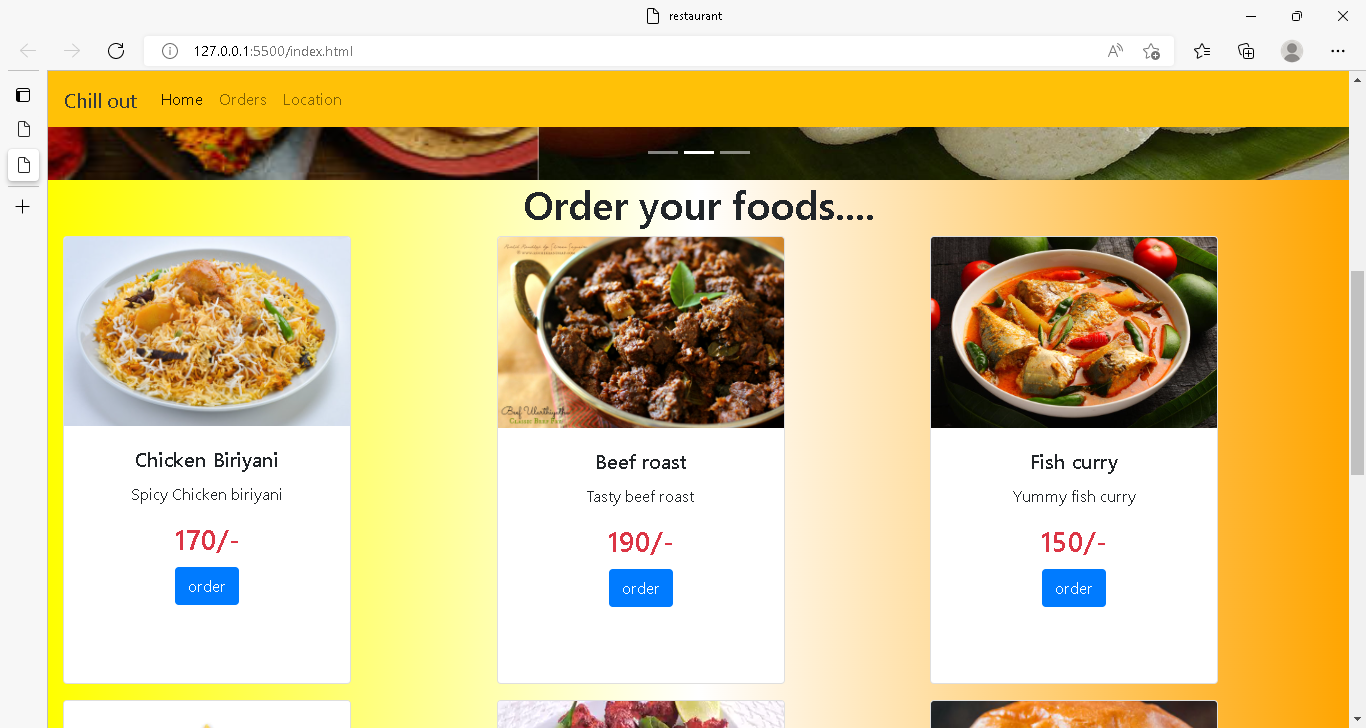 restaurant
127.0.0.1:5500/index.html
Chill out Home Orders Location
Order your foods....
Chicken Biriyani
Spicy Chicken biriyani
170/-
order
Beef roast
Tasty beef roast
190/-
order
Fish curry
Yummy fish curry
150/-
order